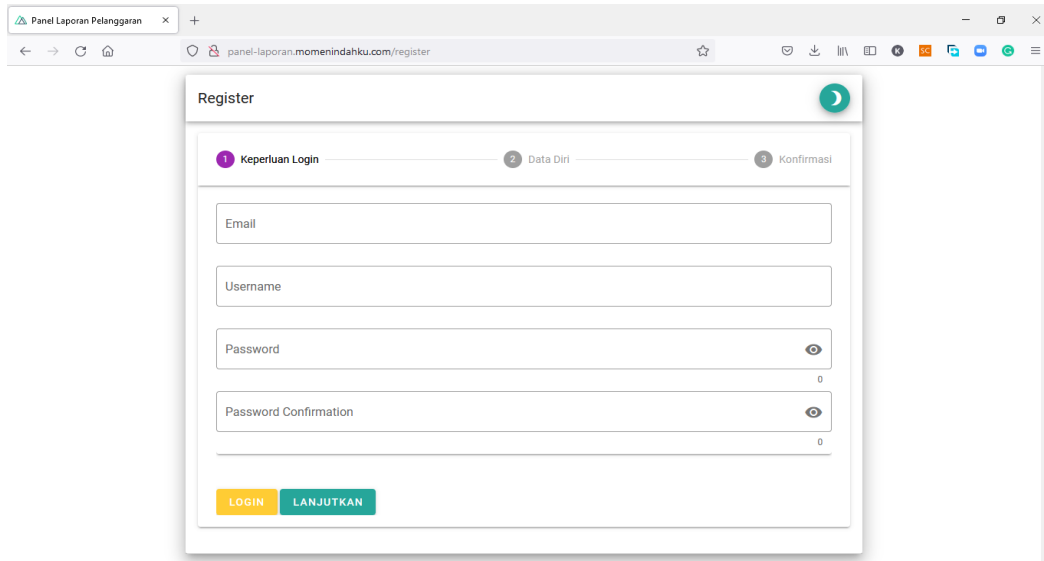 Panel Laporan Pelanggaran
panel-laporan.momenindahku.com/register
K SC
Register
1 Keperluan Login 2 Data Diri 3 Konfirmasi
Email
Username
Password
0
Password Confirmation
0
LOGIN LANJUTKAN